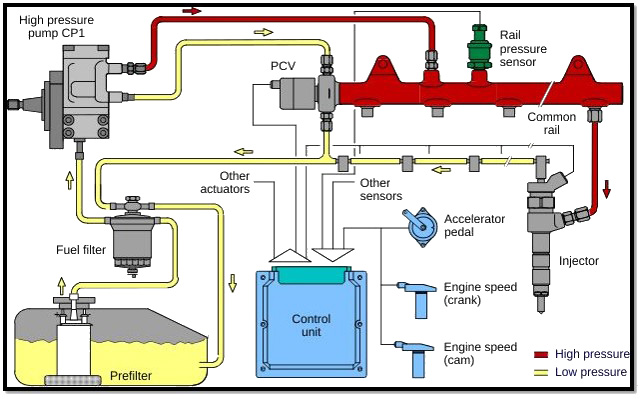 High pressure
pump CP1
Rail
pressure
sensor
PCV
Common
rail
Other
actuators
Other
sensors
Accelerator
pedal
Fuel filter
Injector
Engine speed
(crank)
Control
unit
Engine speed
(cam)
High pressure
Low pressure
Prefilter